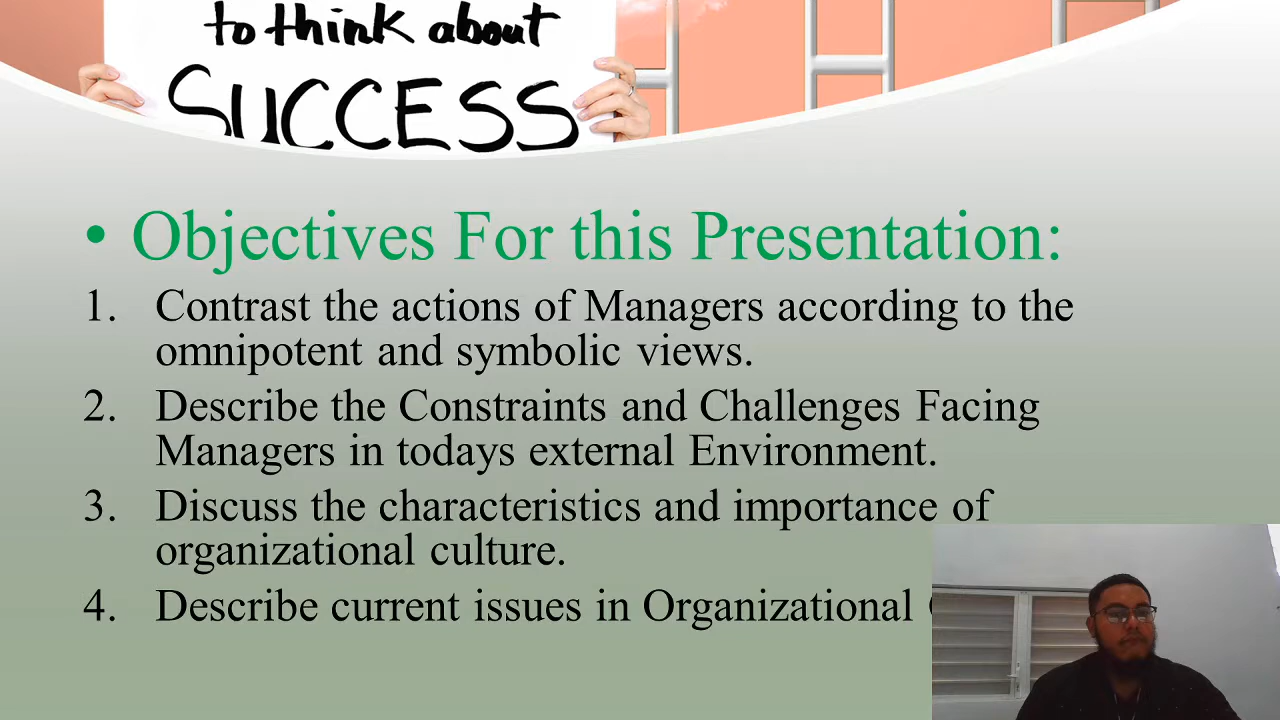 to think about
SUCCESS
• Objectives For this Presentation:
1. Contrast the actions of Managers according to the
omnipotent and symbolic views.
2. Describe the Constraints and Challenges Facing
Managers in todays external Environment.
3. Discuss the characteristics and importance of
organizational culture.
4. Describe current issues in Organizational